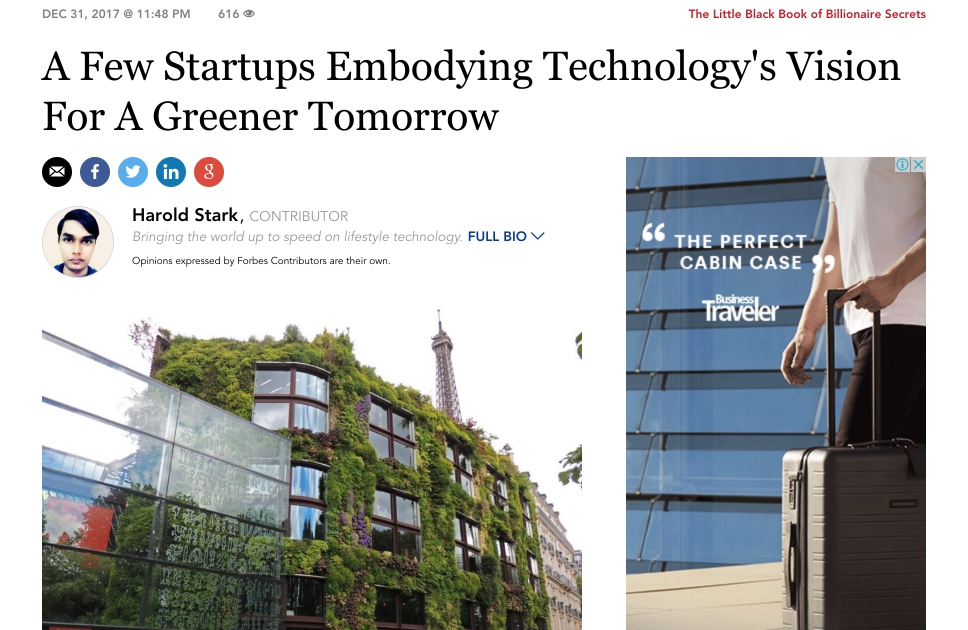 DEC 31, 2017 @ 11:48 PM 616
The Little Black Book of Billionaire Secrets
A Few Startups Embodying Technology's Vision
For A Greener Tomorrow
f in g
Harold Stark, CONTRIBUTOR
Bringing the world up to speed on lifestyle technology. FULL BIO
Opinions expressed by Forbes Contributors are their own.
“ THE PERFECT
CABIN CASE ”
Business
Traveler